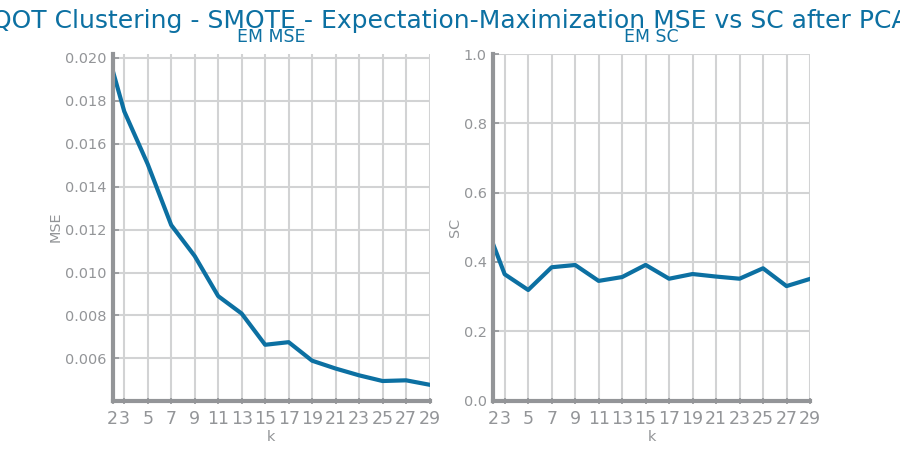 QOT Clustering - SMOTE - Expectation-Maximization MSE vs SC after PCA
EM MSE
EM SC
0.020
0.018
0.016
0.014
0.012
0.010
0.008
0.006
MSE
2 3 5 7 9 11 13 15 17 19 21 23 25 27 29
k
1.0
0.8
0.6
0.4
0.2
0.0
SC
2 3 5 7 9 11 13 15 17 19 21 23 25 27 29
k